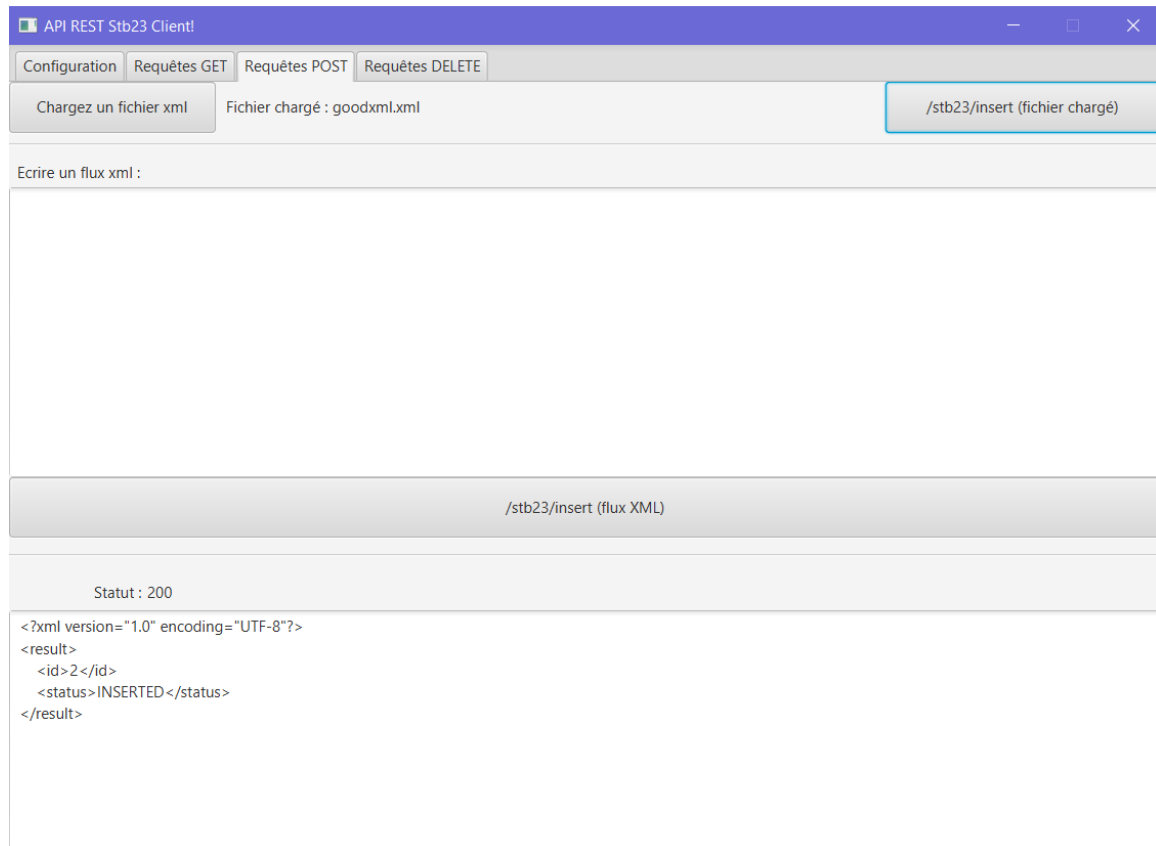 API REST Stb23 Client!
Configuration Requêtes GET Requêtes POST Requêtes DELETE
Chargez un fichier xml Fichier chargé : goodxml.xml /stb23/insert (fichier chargé)
Ecrire un flux xml :
/stb23/insert (flux XML)
Statut : 200
<?xml version="1.0" encoding="UTF-8"?>
<result>
<id>2</id>
<status>INSERTED</status>
</result>